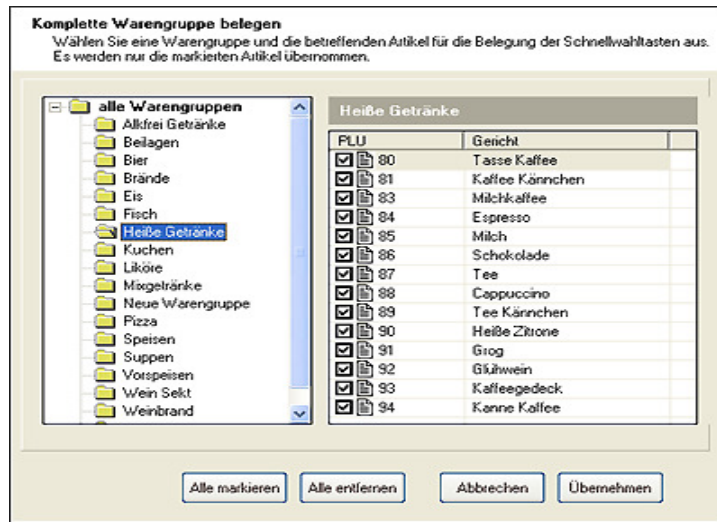 Komplette Warengruppe belegen
Wählen Sie eine Warengruppe und die betreffenden Artikel für die Belegung der Schnellwahltasten aus.
Es werden nur die markierten Artikel übernommen.
alle Warengruppen
Alkfrei Getränke
Beilagen
Bier
Brände
Eis
Fisch
Heiße Getränke
Kuchen
Liköre
Mixgetränke
Neue Warengruppe
Pizza
Speisen
Suppen
Vorspeisen
Wein Sekt
Weinbrand
Heiße Getränke
PLU Gericht
80 Tasse Kaffee
81 Kaffee Kännchen
83 Milchkaffee
84 Espresso
85 Milch
86 Schokolade
87 Tee
88 Cappuccino
89 Tee Kännchen
90 Heiße Zitrone
91 Grog
92 Glühwein
93 Kaffeegedeck
94 Kanne Kaffee
Alle markieren Alle entfernen Abbrechen Übernehmen